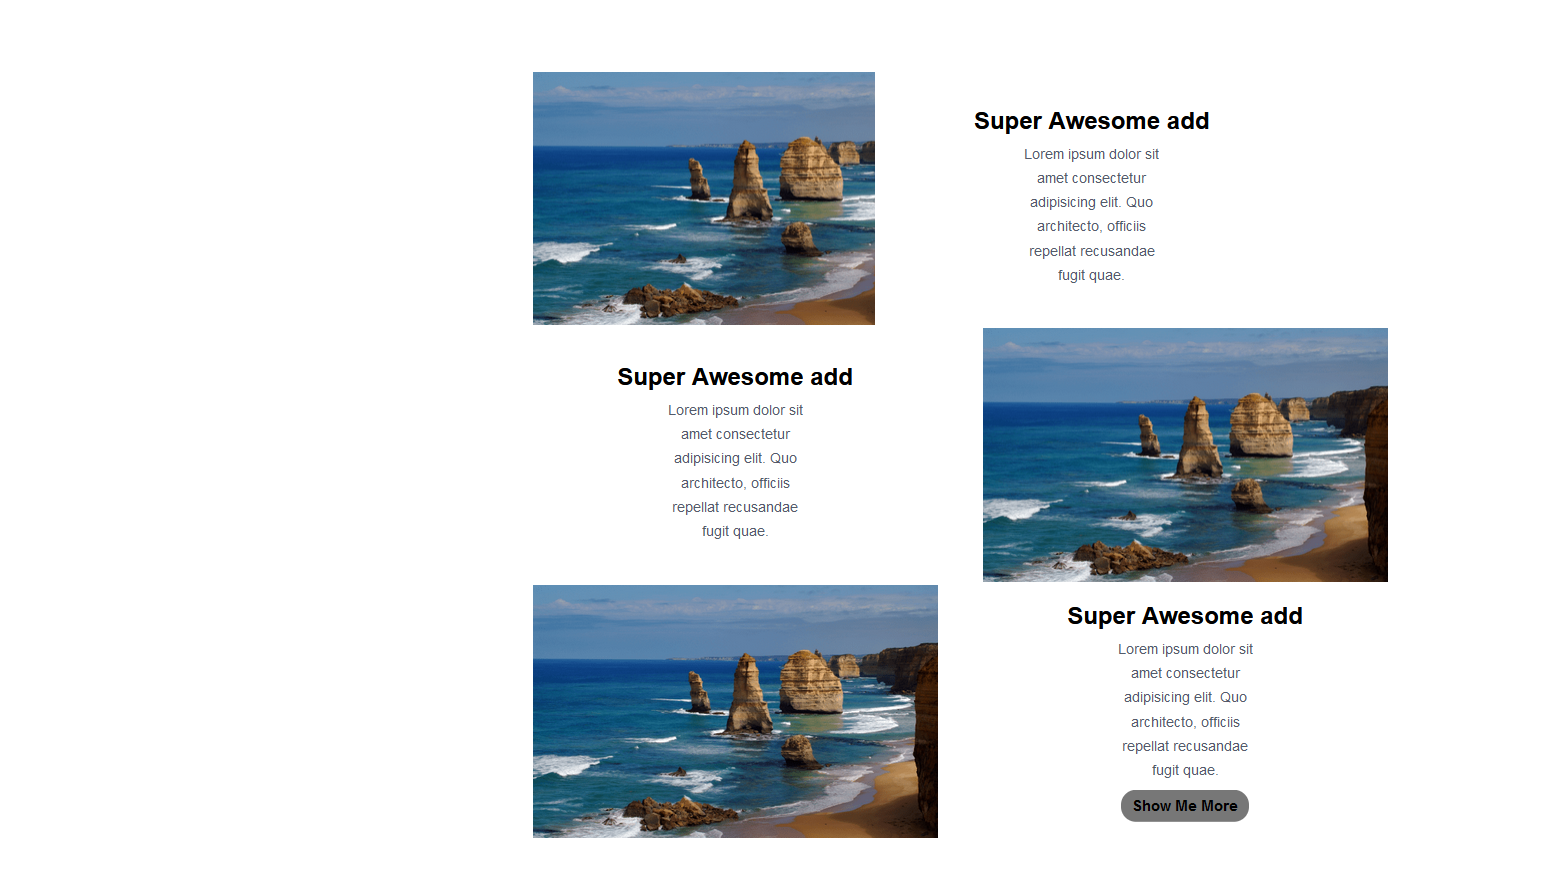 Super Awesome add
Lorem ipsum dolor sit
amet consectetur
adipisicing elit. Quo
architecto, officiis
repellat recusandae
fugit quae.
Super Awesome add
Lorem ipsum dolor sit
amet consectetur
adipisicing elit. Quo
architecto, officiis
repellat recusandae
fugit quae.
Super Awesome add
Lorem ipsum dolor sit
amet consectetur
adipisicing elit. Quo
architecto, officiis
repellat recusandae
fugit quae.
Show Me More